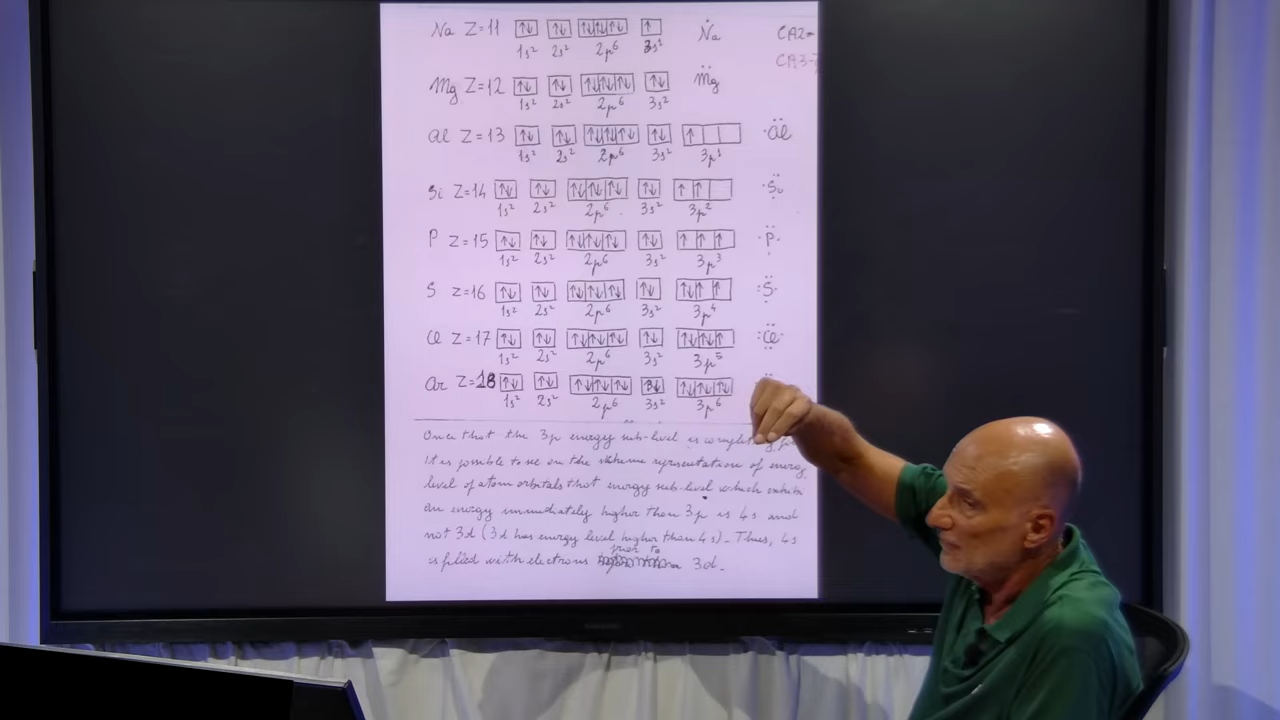 Na Z=11 ↑↓ ↑↓ ↑↓ ↑↓ ↑↓ ↑ Na CA2=
1s² 2s² 2p⁶ 3s¹ CA3-
Mg Z=12 ↑↓ ↑↓ ↑↓ ↑↓ ↑↓ ↑↓ Mg
1s² 2s² 2p⁶ 3s²
Al Z=13 ↑↓ ↑↓ ↑↓ ↑↓ ↑↓ ↑↓ ↑ Al
1s² 2s² 2p⁶ 3s² 3p¹
Si Z=14 ↑↓ ↑↓ ↑↓ ↑↓ ↑↓ ↑↓ ↑ ↑ Si
1s² 2s² 2p⁶ 3s² 3p²
P Z=15 ↑↓ ↑↓ ↑↓ ↑↓ ↑↓ ↑↓ ↑ ↑ ↑ P
1s² 2s² 2p⁶ 3s² 3p³
S Z=16 ↑↓ ↑↓ ↑↓ ↑↓ ↑↓ ↑↓ ↑↓ ↑ ↑ S
1s² 2s² 2p⁶ 3s² 3p⁴
Cl Z=17 ↑↓ ↑↓ ↑↓ ↑↓ ↑↓ ↑↓ ↑↓ ↑↓ ↑ Cl
1s² 2s² 2p⁶ 3s² 3p⁵
Ar Z=18 ↑↓ ↑↓ ↑↓ ↑↓ ↑↓ ↑↓ ↑↓ ↑↓ ↑↓
1s² 2s² 2p⁶ 3s² 3p⁶
Once that the 3p energy sub-level is
It is possible to see on the scheme representation of energy
level of atom orbitals that energy sub-level which exhibits
an energy immediately higher than 3p is 4s and
not 3d (3d has energy level higher than 4s). Thus, 4s
is filled with electrons prior to 3d.